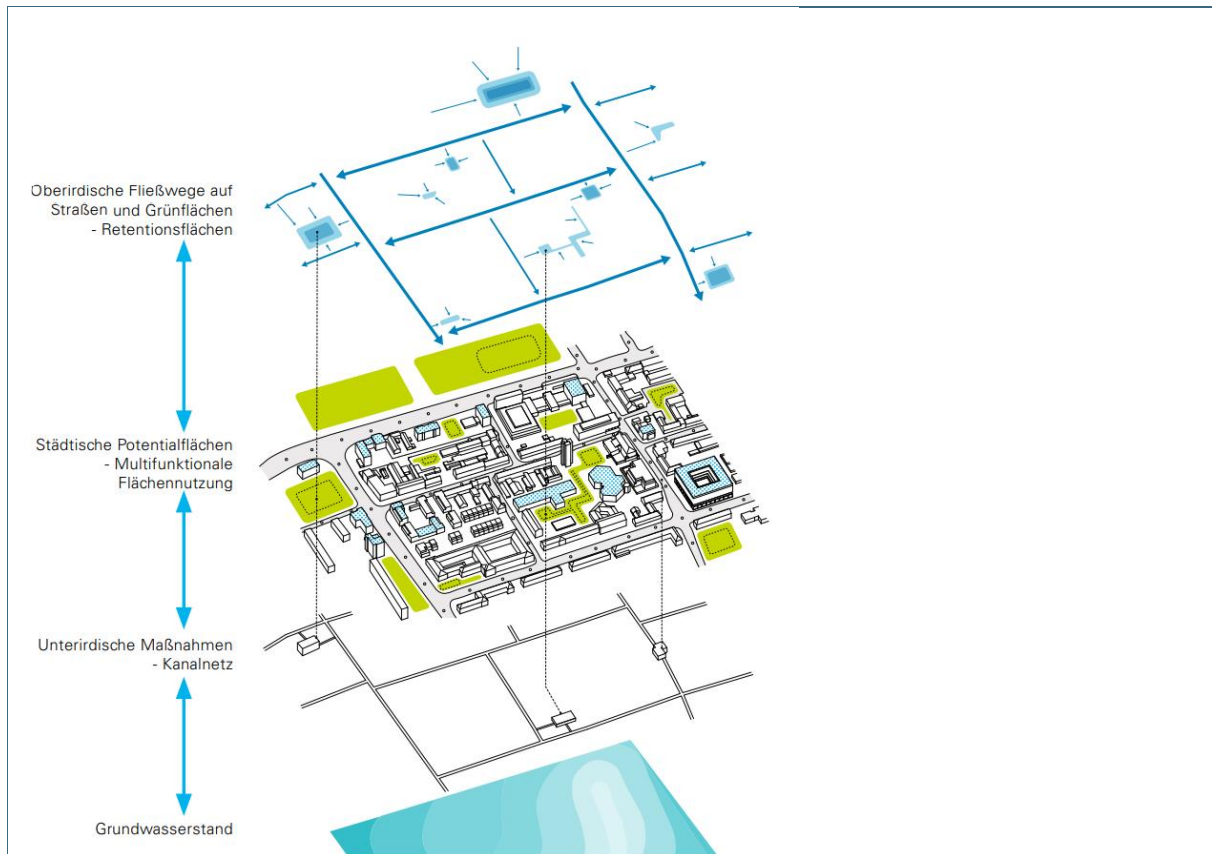 Oberirdische Fließwege auf
Straßen und Grünflächen
- Retentionsflächen
Städtische Potentialflächen
- Multifunktionale
Flächennutzung
Unterirdische Maßnahmen
- Kanalnetz
Grundwasserstand